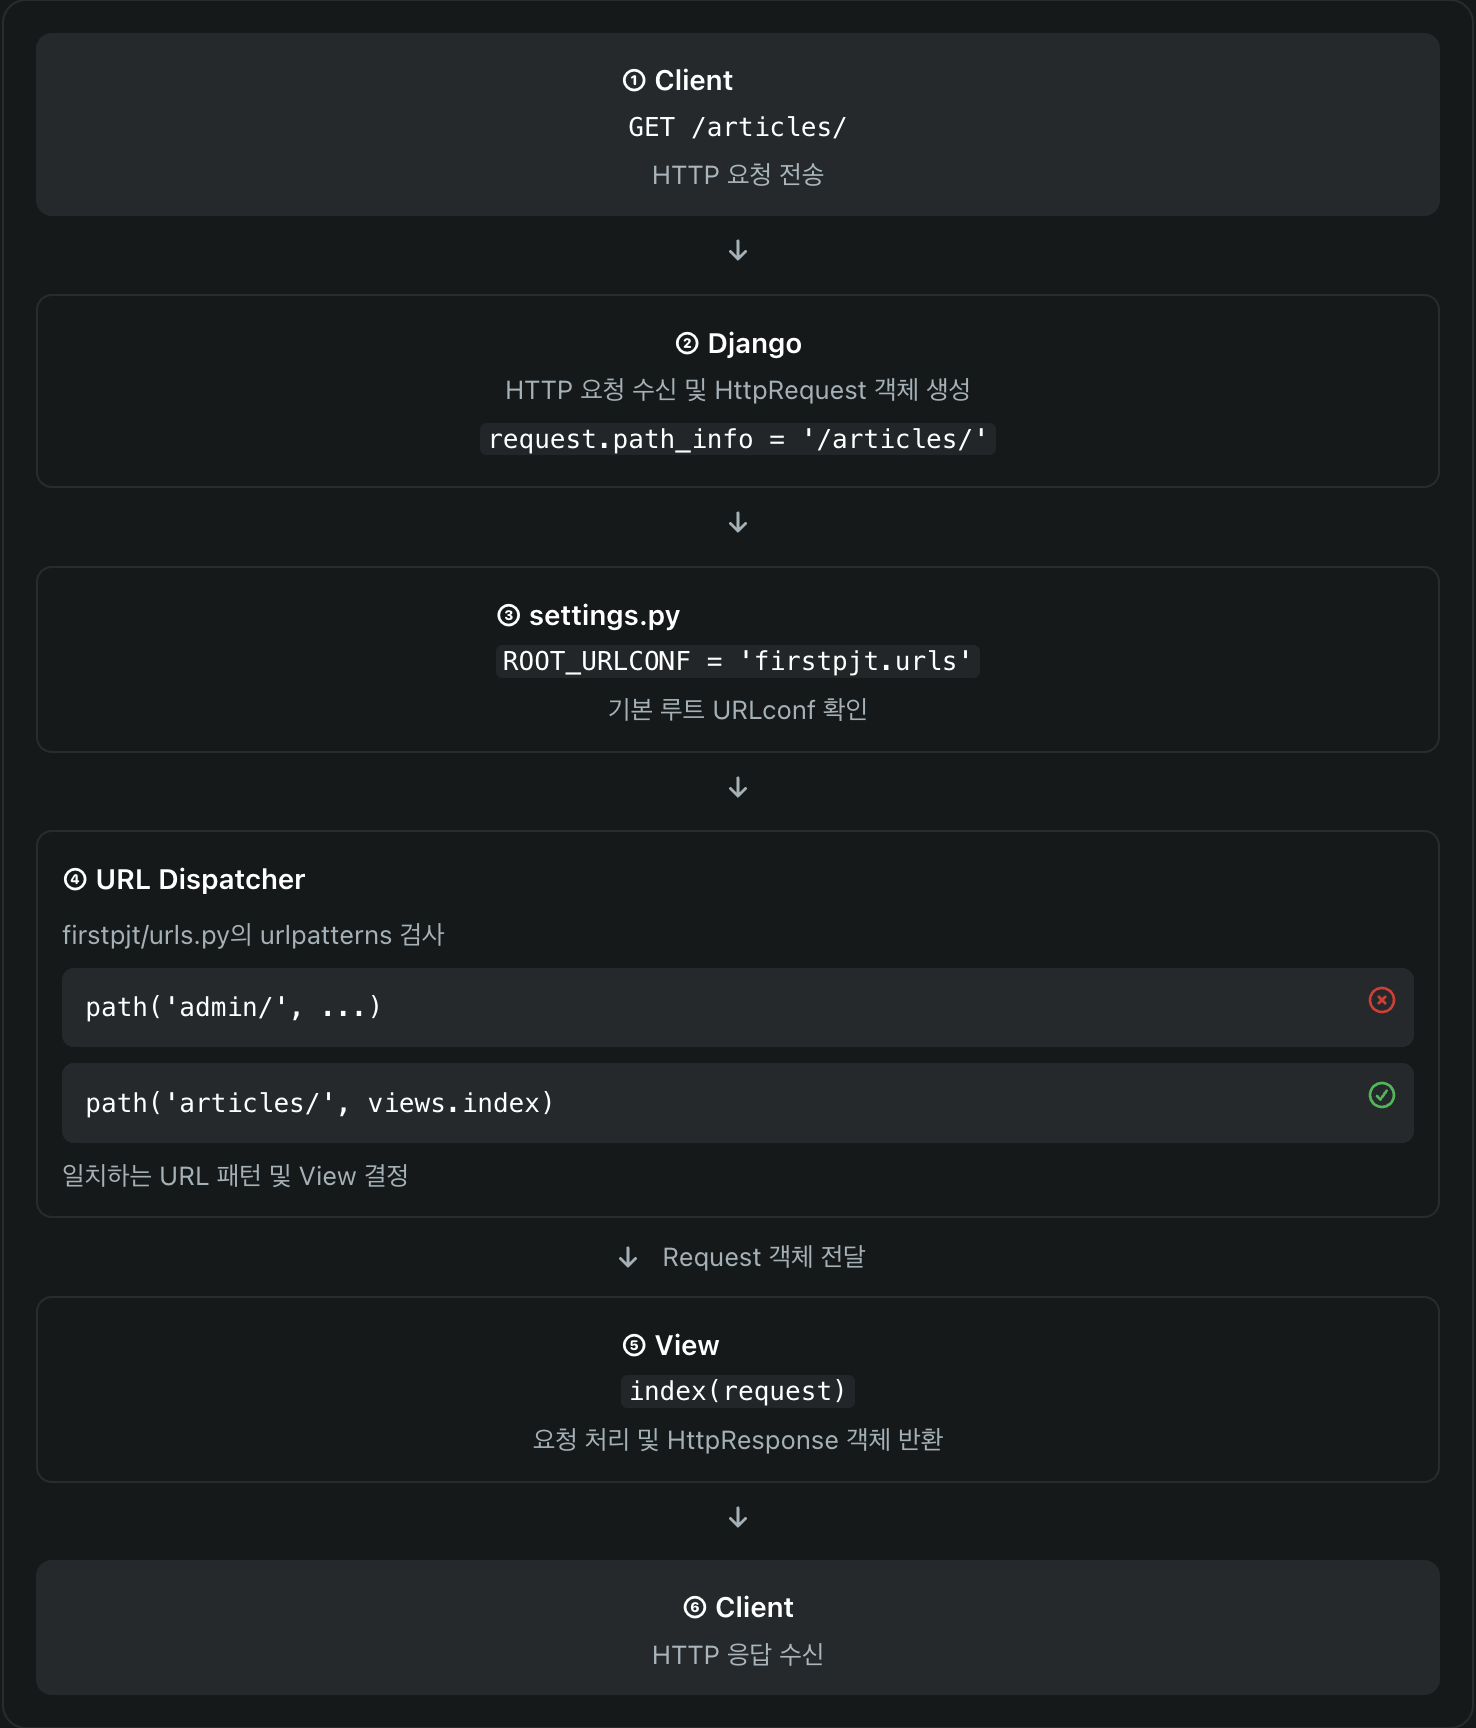 ① Client
GET /articles/
HTTP 요청 전송
② Django
HTTP 요청 수신 및 HttpRequest 객체 생성
request.path_info = '/articles/'
③ settings.py
ROOT_URLCONF = 'firstpjt.urls'
기본 루트 URLconf 확인
④ URL Dispatcher
firstpjt/urls.py의 urlpatterns 검사
path('admin/', ...)
path('articles/', views.index)
일치하는 URL 패턴 및 View 결정
Request 객체 전달
⑤ View
index(request)
요청 처리 및 HttpResponse 객체 반환
⑥ Client
HTTP 응답 수신